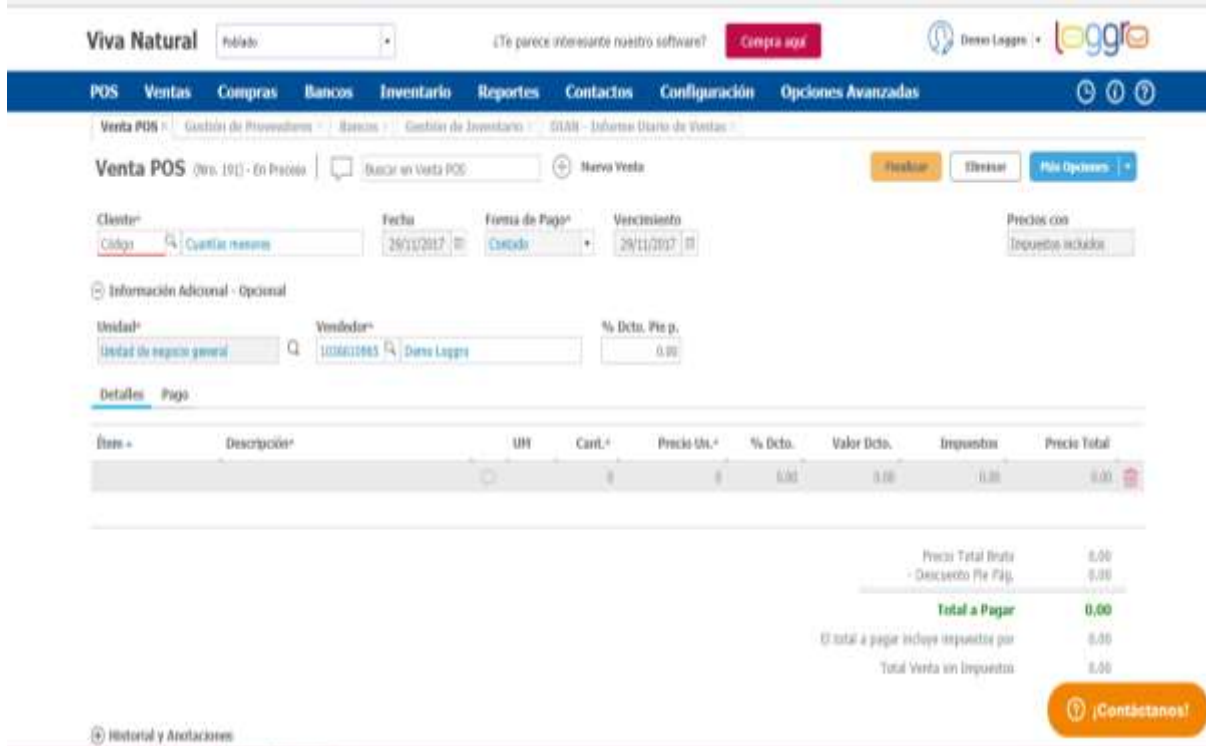 Viva Natural Poblado ¿Te parece interesante nuestro software? Compra aquí Demo Loggro loggro
POS Ventas Compras Bancos Inventario Reportes Contactos Configuración Opciones Avanzadas
Venta POS Gestión de Proveedores Bancos Gestión de Inventario DIAN - Informe Diario de Ventas
Venta POS (Nro. 191) - En Proceso Buscar en Venta POS Nueva Venta Finalizar Eliminar Más Opciones
Cliente* Fecha Forma de Pago* Vencimiento Precios con
Código Cuantías menores 29/11/2017 Contado 29/11/2017 Impuestos incluidos
Información Adicional - Opcional
Unidad* Vendedor* % Dcto. Pie p.
Unidad de negocio general Demo Loggro 0.00
Detalles Pago
Ítem Descripción* UM Cant.* Precio Un.* % Dcto. Valor Dcto. Impuestos Precio Total
0 0 0.00 0.00 0.00 0.00
Precio Total Bruto 0.00
- Descuento Pie Pág. 0.00
Total a Pagar 0.00
El total a pagar incluye impuestos por 0.00
Total Venta sin Impuestos 0.00
¡Contáctanos!
Historial y Anotaciones